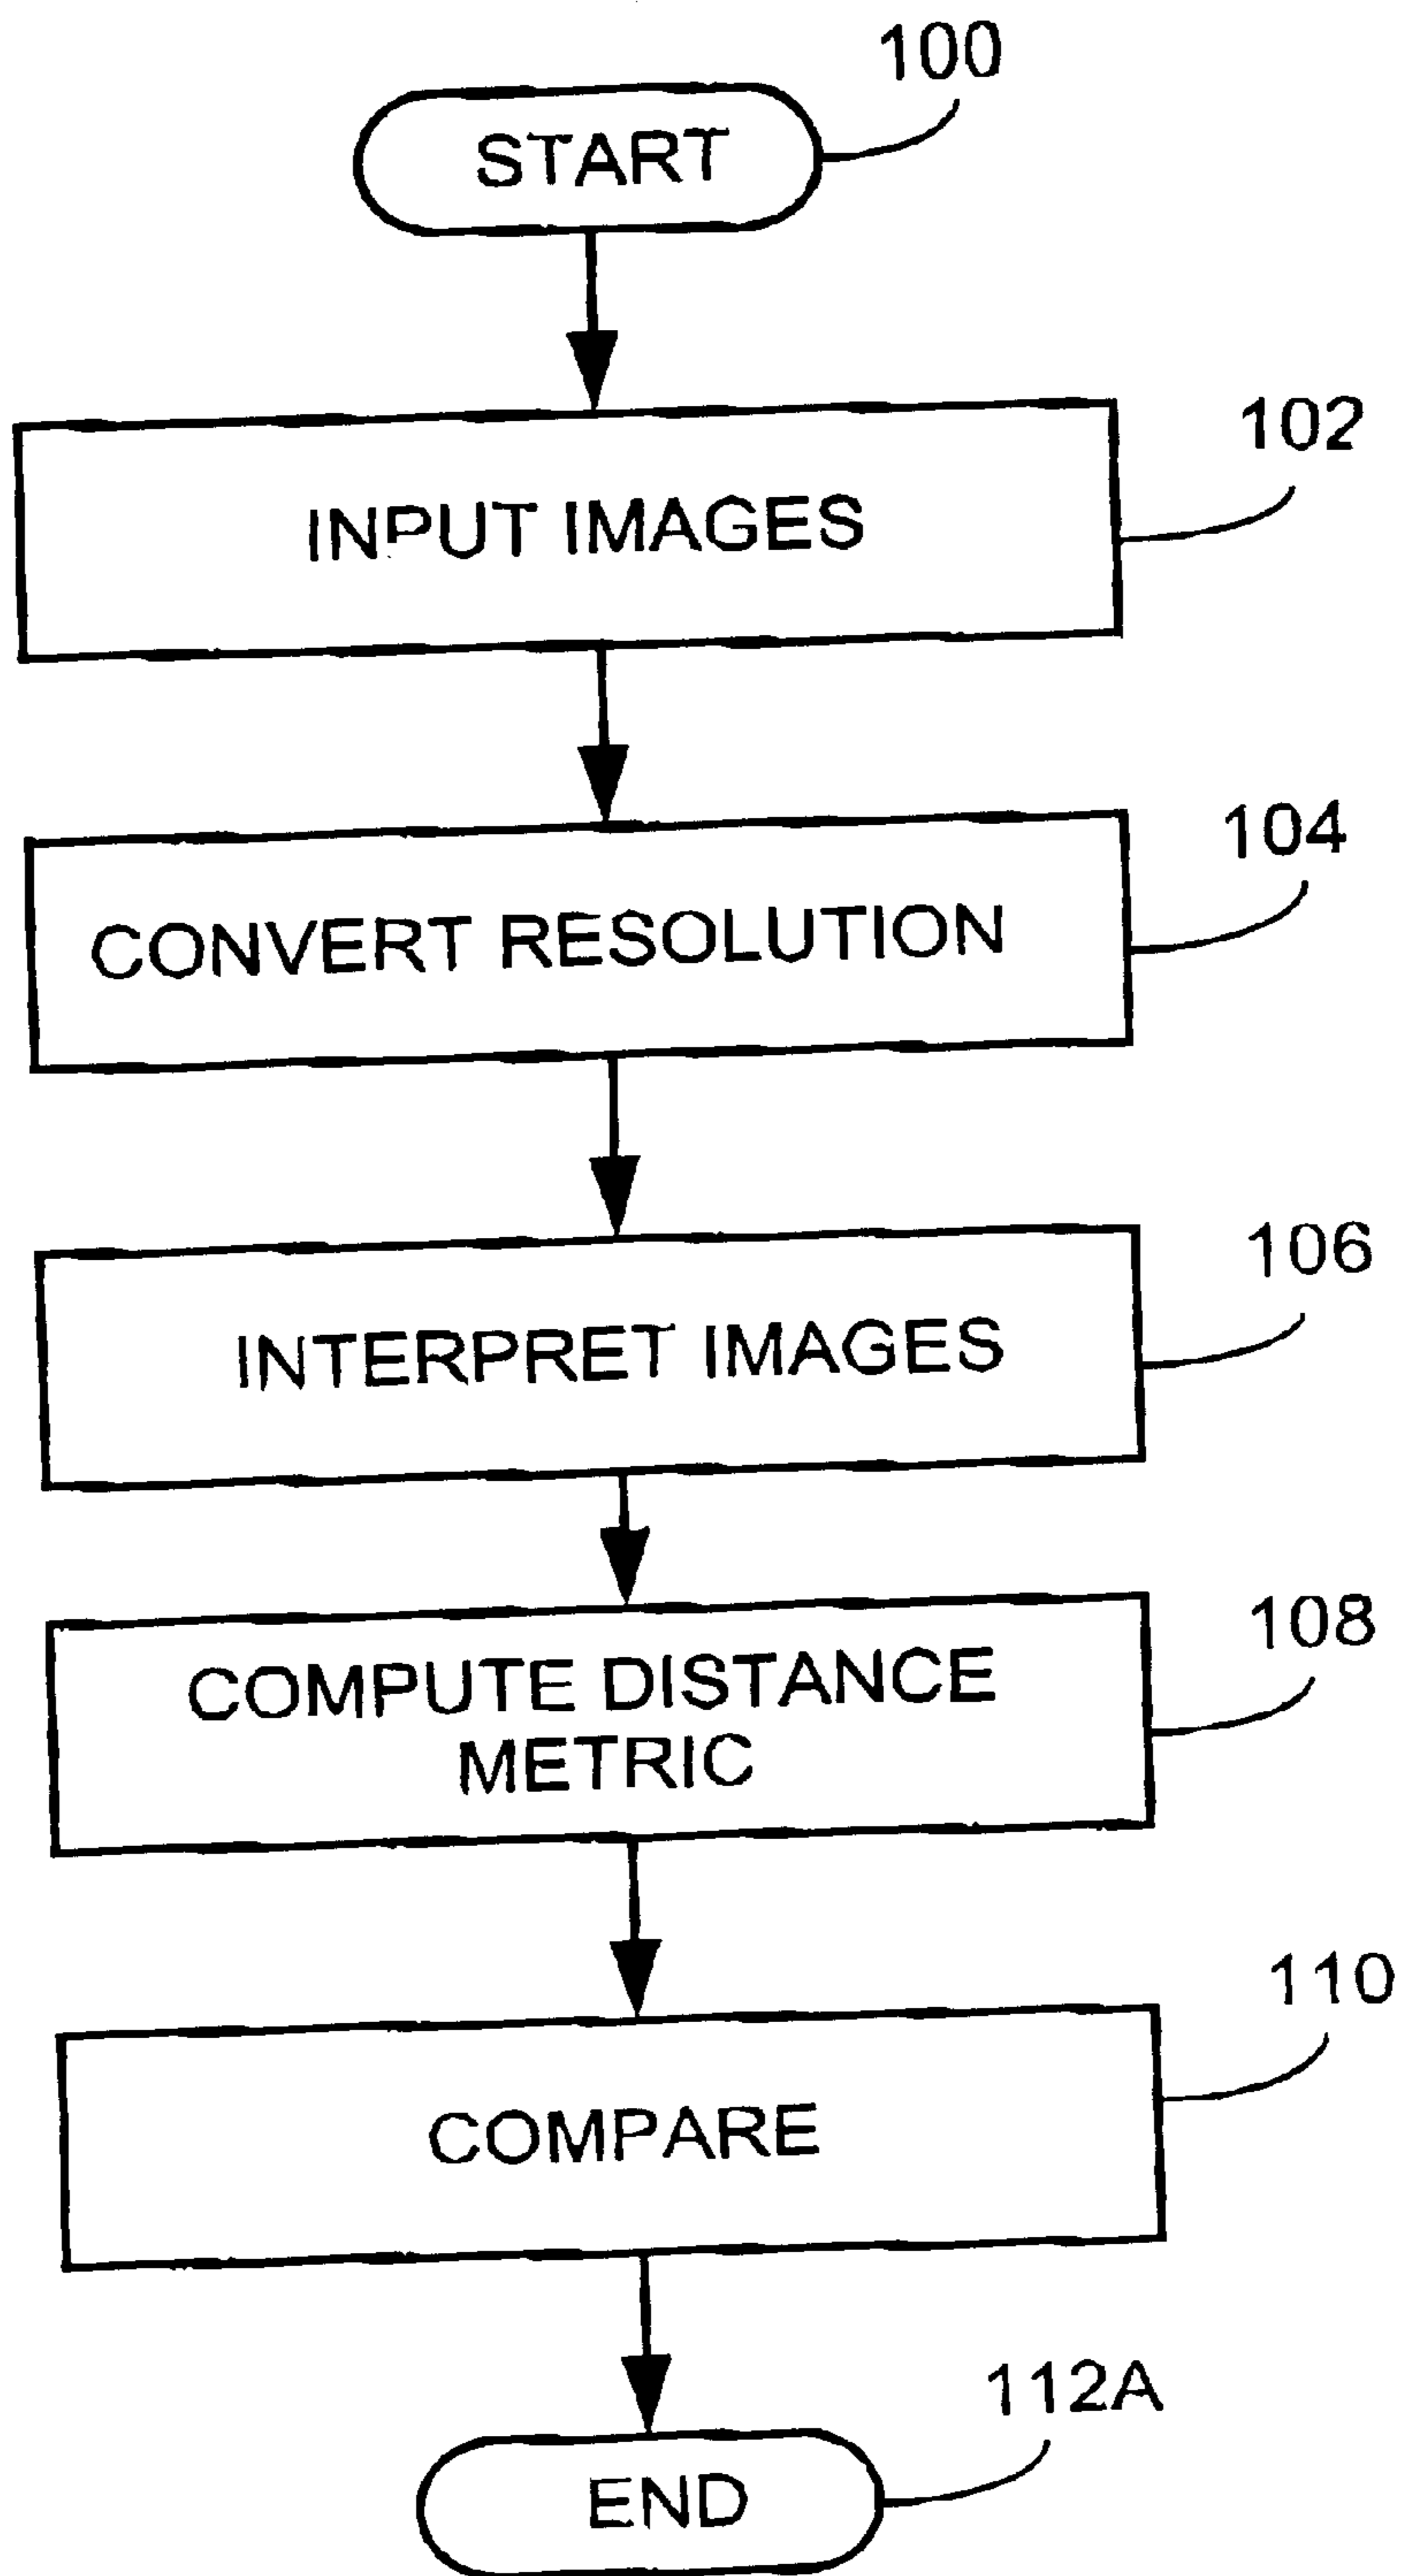 100
START
102
INPUT IMAGES
104
CONVERT RESOLUTION
106
INTERPRET IMAGES
108
COMPUTE DISTANCE
METRIC
110
COMPARE
112A
END